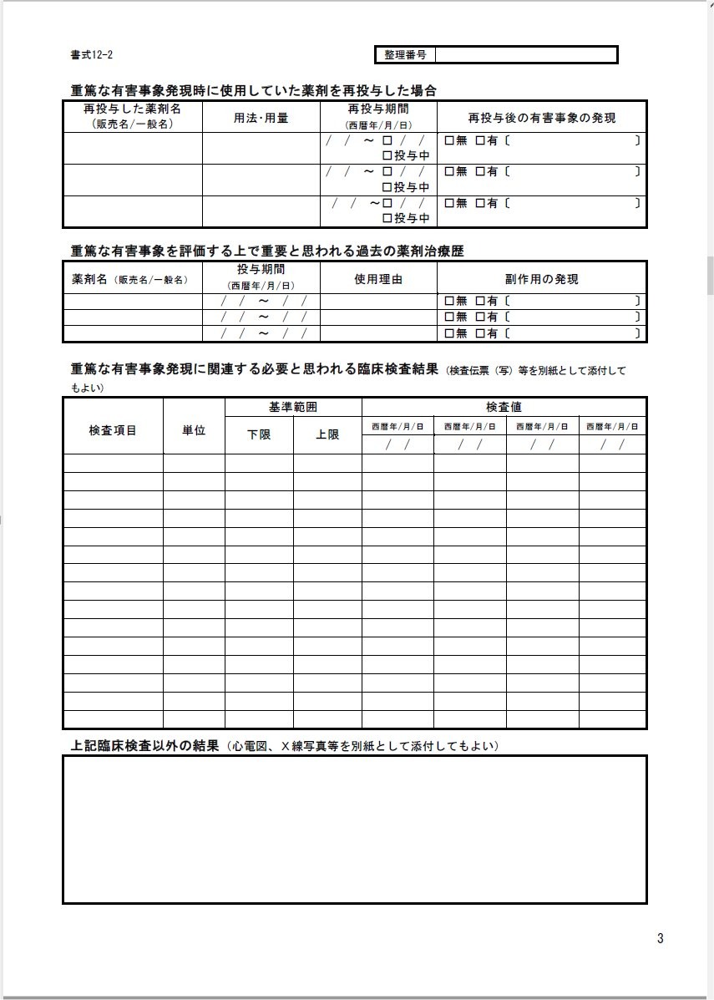 書式12-2
整理番号
重篤な有害事象発現時に使用していた薬剤を再投与した場合
再投与した薬剤名
（販売名/一般名）
用法･用量
再投与期間
（西暦年/月/日）
再投与後の有害事象の発現
/ / ～ □ / /
□投与中
□無 □有〔 〕
/ / ～ □ / /
□投与中
□無 □有〔 〕
/ / ～□ / /
□投与中
□無 □有〔 〕
重篤な有害事象を評価する上で重要と思われる過去の薬剤治療歴
薬剤名（販売名/一般名）
投与期間
（西暦年/月/日）
使用理由
副作用の発現
/ / ～ / /
□無 □有〔 〕
/ / ～ / /
□無 □有〔 〕
/ / ～ / /
□無 □有〔 〕
重篤な有害事象発現に関連する必要と思われる臨床検査結果（検査伝票（写）等を別紙として添付して
もよい）
検査項目
単位
基準範囲
下限
上限
検査値
西暦年/月/日
西暦年/月/日
西暦年/月/日
西暦年/月/日
/ /
/ /
/ /
/ /
上記臨床検査以外の結果（心電図、Ｘ線写真等を別紙として添付してもよい）
3